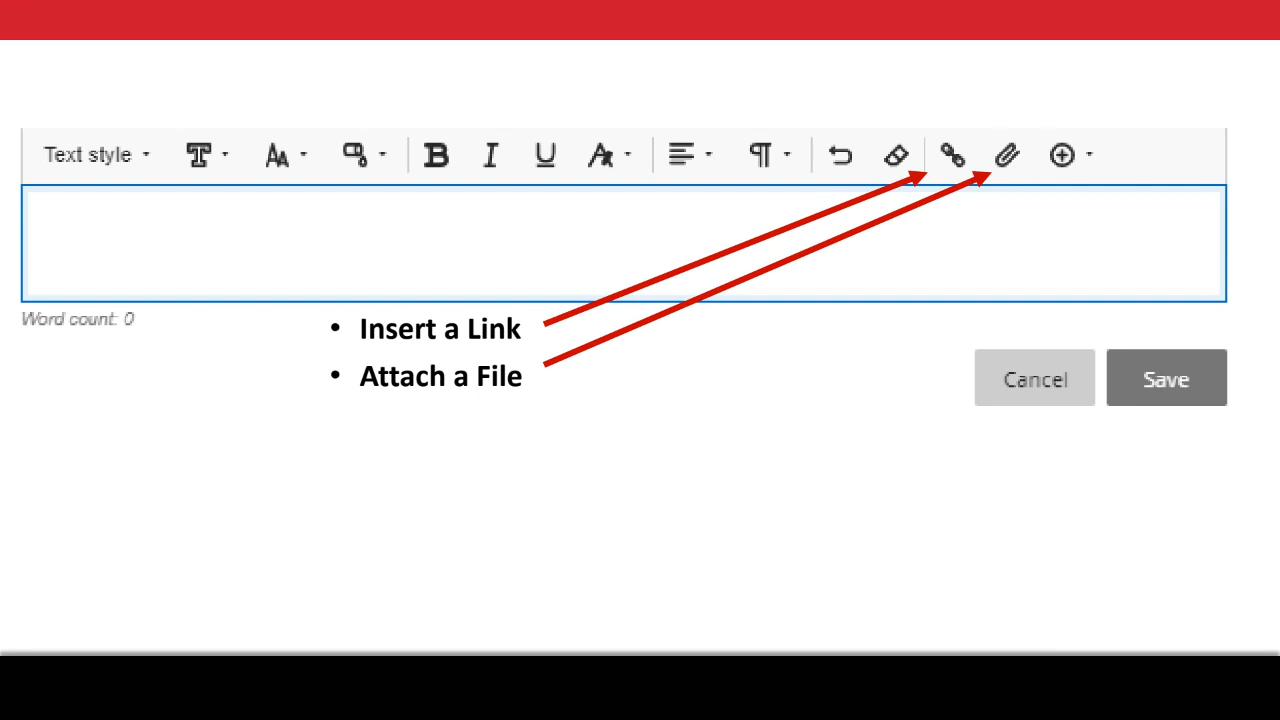 Text style
Word count: 0
• Insert a Link
• Attach a File
Cancel Save